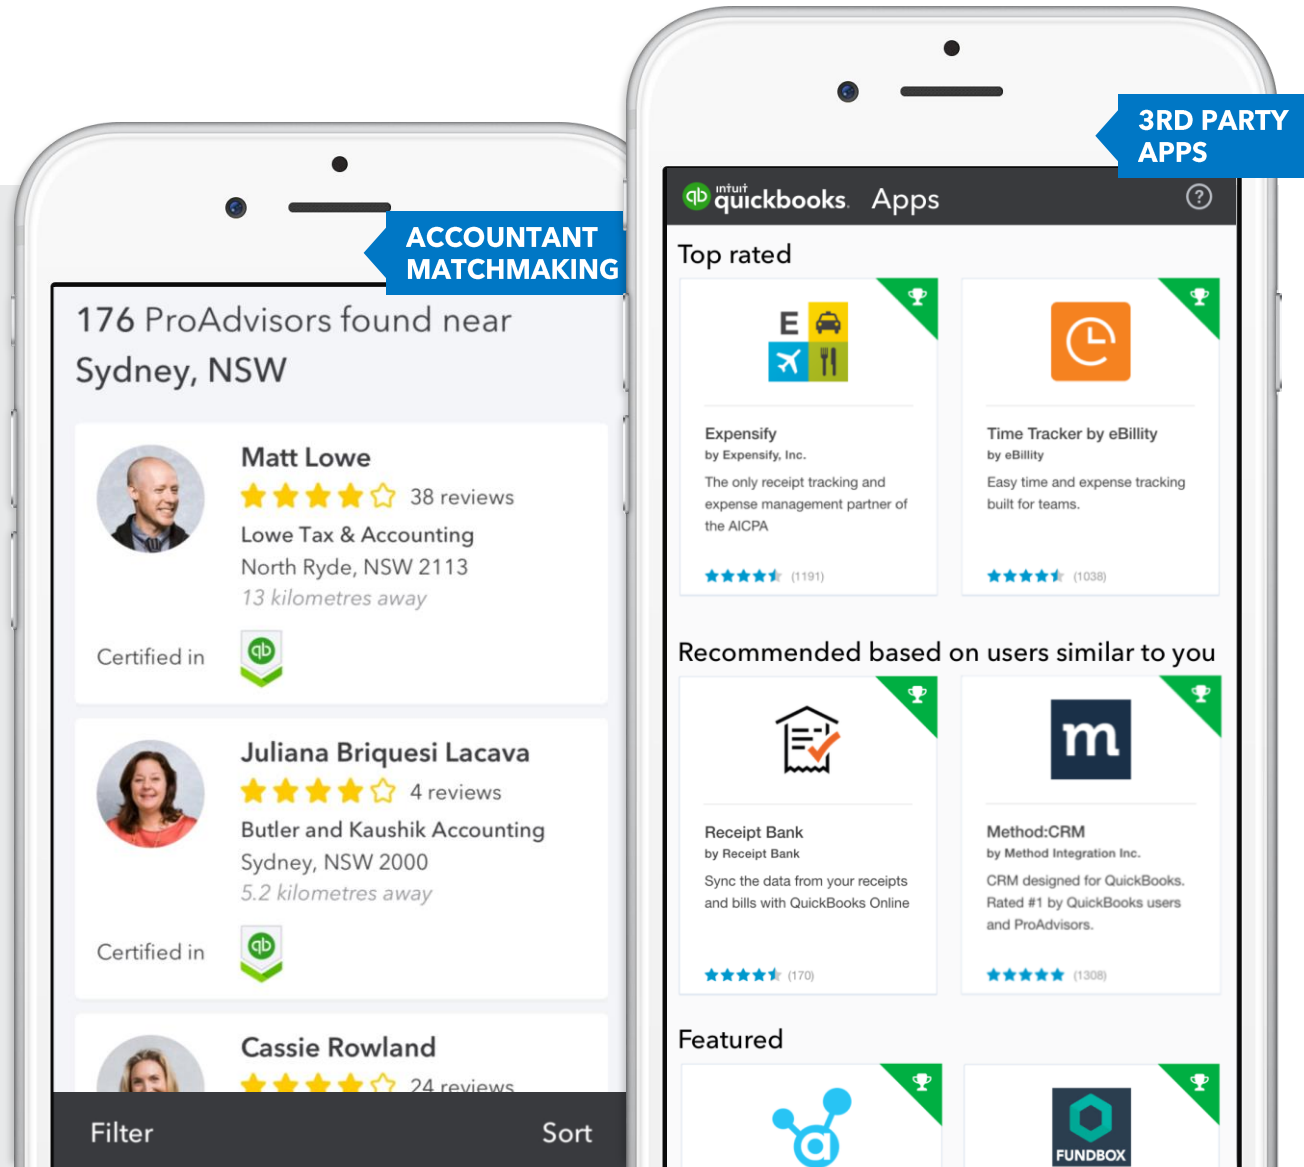 ACCOUNTANT
MATCHMAKING
176 ProAdvisors found near
Sydney, NSW
Matt Lowe
38 reviews
Lowe Tax & Accounting
North Ryde, NSW 2113
13 kilometres away
Certified in
qb
Juliana Briquesi Lacava
4 reviews
Butler and Kaushik Accounting
Sydney, NSW 2000
5.2 kilometres away
Certified in
qb
Cassie Rowland
24 reviews
Filter
Sort
3RD PARTY
APPS
qb intuit quickbooks. Apps ?
Top rated
E
Expensify
by Expensify, Inc.
The only receipt tracking and
expense management partner of
the AICPA
(1191)
Time Tracker by eBillity
by eBillity
Easy time and expense tracking
built for teams.
(1038)
Recommended based on users similar to you
Receipt Bank
by Receipt Bank
Sync the data from your receipts
and bills with QuickBooks Online
(170)
m
Method:CRM
by Method Integration Inc.
CRM designed for QuickBooks.
Rated #1 by QuickBooks users
and ProAdvisors.
(1308)
Featured
a
FUNDBOX